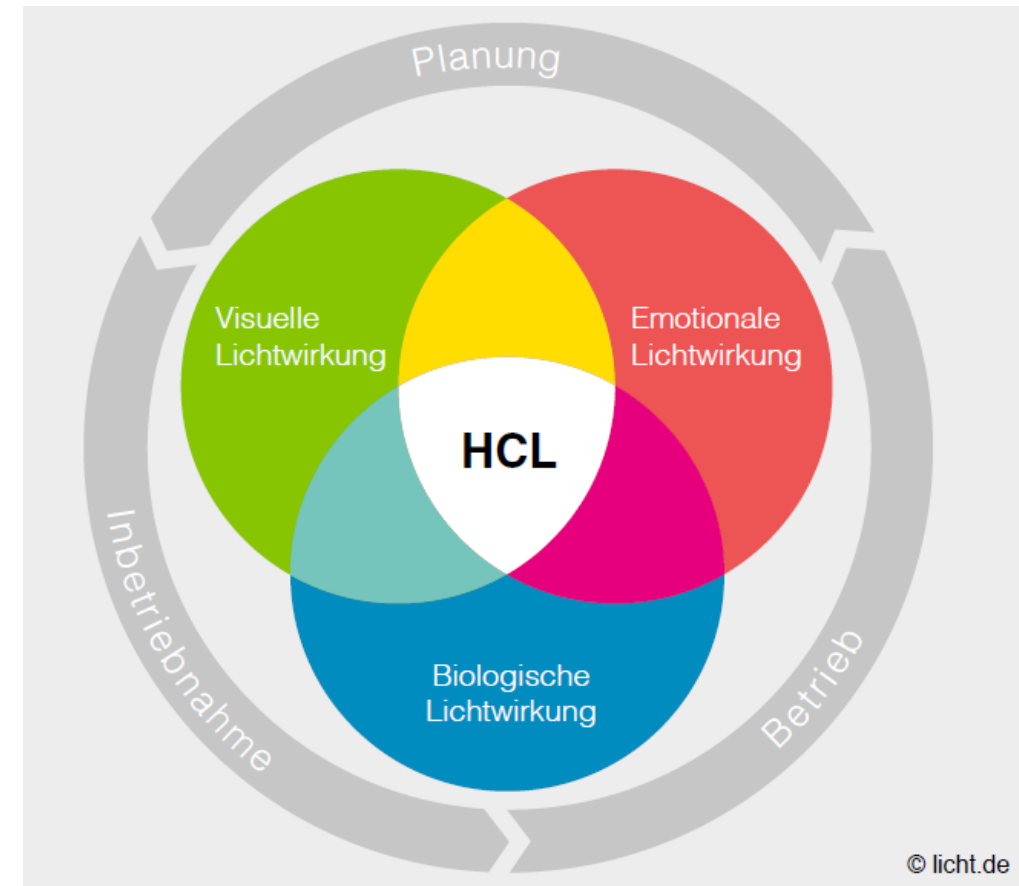 Planung
Visuelle
Lichtwirkung
Emotionale
Lichtwirkung
HCL
Biologische
Lichtwirkung
Inbetriebnahme
Betrieb
© licht.de